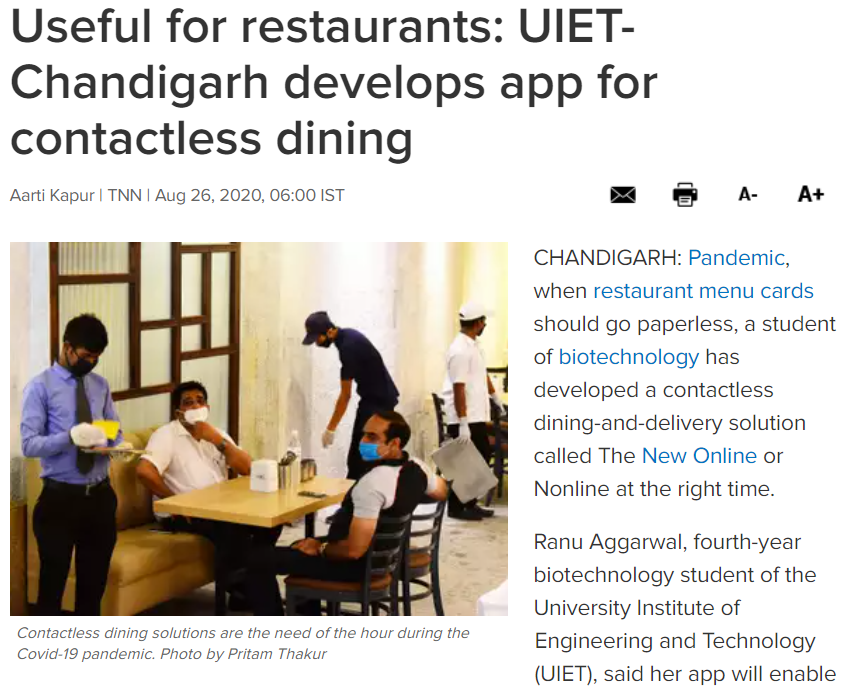 Useful for restaurants: UIET-
Chandigarh develops app for
contactless dining
Aarti Kapur | TNN | Aug 26, 2020, 06:00 IST
A-
A+
CHANDIGARH: Pandemic,
when restaurant menu cards
should go paperless, a student
of biotechnology has
developed a contactless
dining-and-delivery solution
called The New Online or
Nonline at the right time.
Ranu Aggarwal, fourth-year
biotechnology student of the
University Institute of
Engineering and Technology
(UIET), said her app will enable
Contactless dining solutions are the need of the hour during the
Covid-19 pandemic. Photo by Pritam Thakur